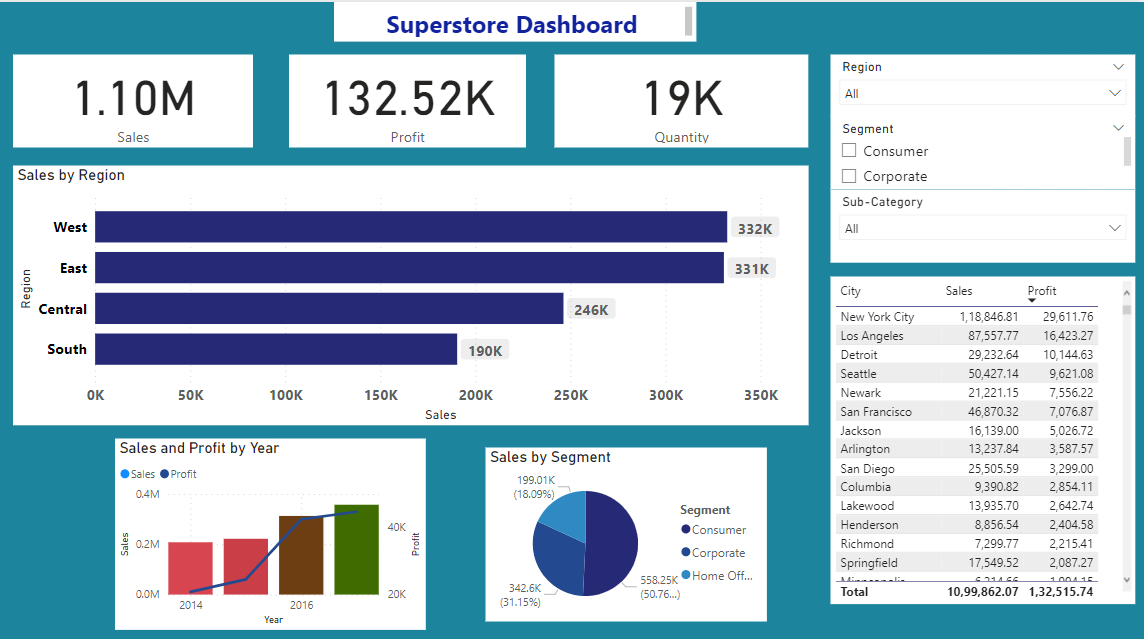 Superstore Dashboard
1.10M
Sales
132.52K
Profit
19K
Quantity
Region
All
Segment
Consumer
Corporate
Sub-Category
All
Sales by Region
Region
West
332K
East
331K
Central
246K
South
190K
0K 50K 100K 150K 200K 250K 300K 350K
Sales
City Sales Profit
New York City 1,18,846.81 29,611.76
Los Angeles 87,557.77 16,423.27
Detroit 29,232.64 10,144.63
Seattle 50,427.14 9,621.08
Newark 21,221.15 7,556.22
San Francisco 46,870.32 7,076.87
Jackson 16,139.00 5,026.72
Arlington 13,237.84 3,587.57
San Diego 25,505.59 3,299.00
Columbia 9,390.82 2,854.11
Lakewood 13,935.70 2,642.74
Henderson 8,856.54 2,404.58
Richmond 7,299.77 2,215.41
Springfield 17,549.52 2,087.27
Total 10,99,862.07 1,32,515.74
Sales and Profit by Year
Sales Profit
Sales
0.4M
0.2M
0.0M
40K
20K
Profit
2014 2016
Year
Sales by Segment
199.01K
(18.09%)
342.6K
(31.15%)
558.25K
(50.76...)
Segment
Consumer
Corporate
Home Off...